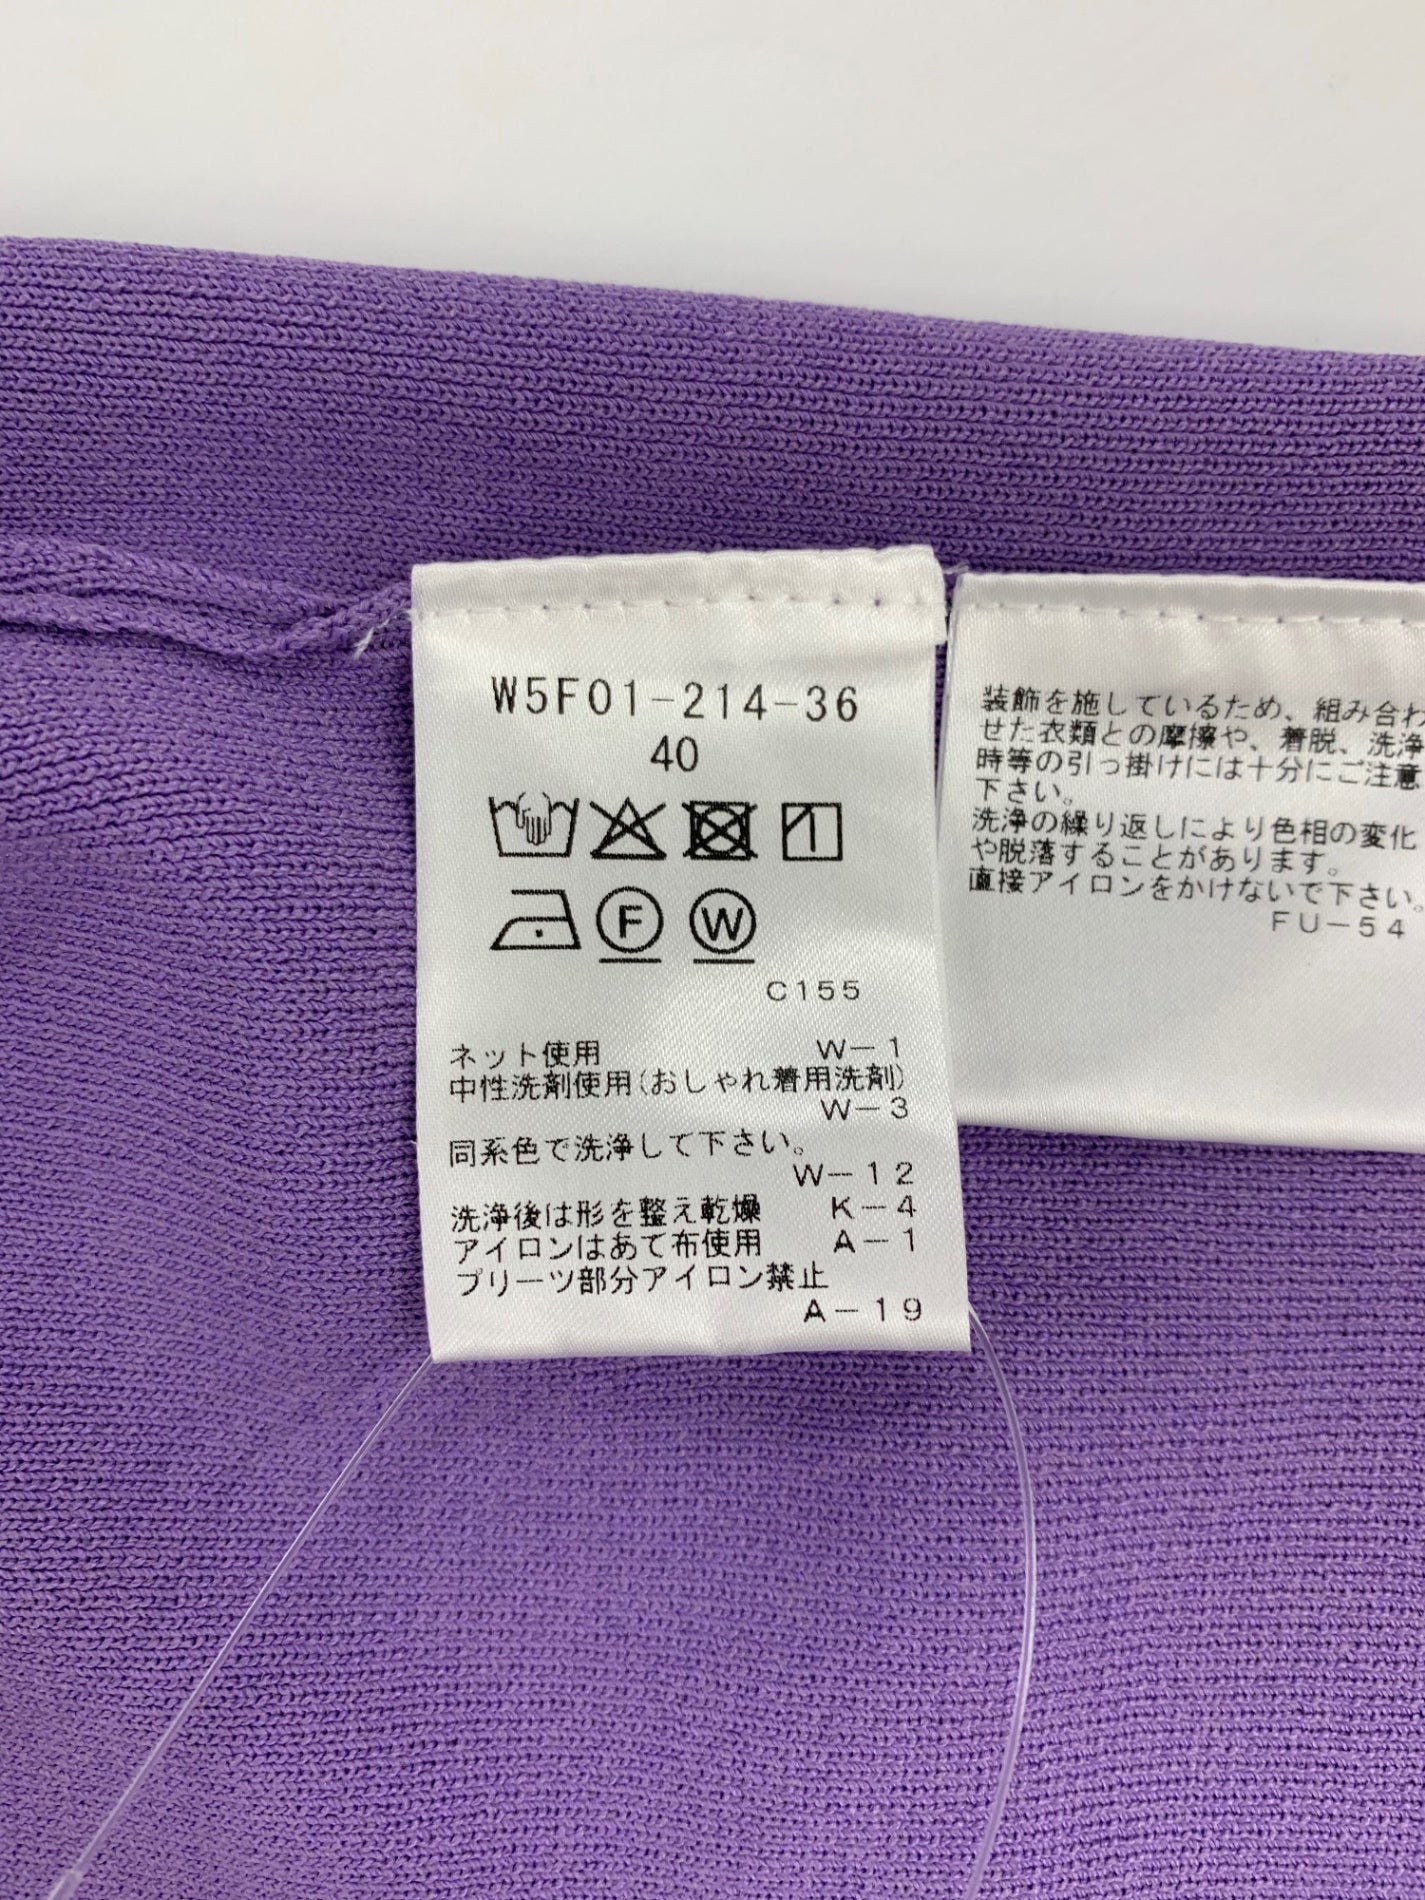 W5F01-214-36
40
F W
C155
ネット使用 W-1
中性洗剤使用(おしゃれ着用洗剤)
W-3
同系色で洗浄して下さい。
W-12
洗浄後は形を整え乾燥 K-4
アイロンはあて布使用 A-1
プリーツ部分アイロン禁止
A-19
装飾を施しているため、組み合わ
せた衣類との摩擦や、着脱、洗浄
時等の引っ掛けには十分にご注意
下さい。
洗浄の繰り返しにより色相の変化
や脱落することがあります。
直接アイロンをかけないで下さい。
FU-54